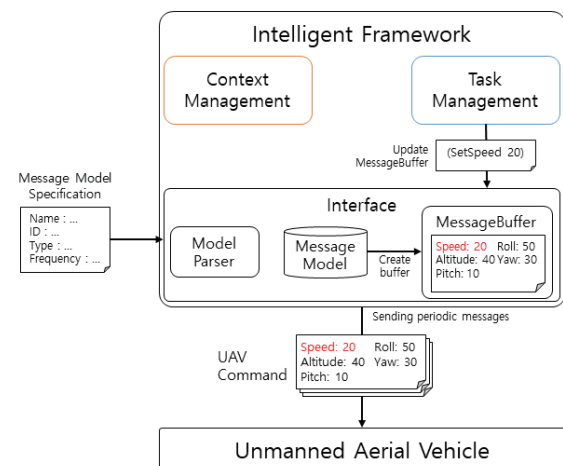 Intelligent Framework
Context
Management
Task
Management
Update
MessageBuffer
(SetSpeed 20)
Message Model
Specification
Name : ...
ID : ...
Type : ...
Frequency : ...
Interface
Model
Parser
Message
Model
Create
buffer
MessageBuffer
Speed: 20 Roll: 50
Altitude: 40 Yaw: 30
Pitch: 10
Sending periodic messages
UAV
Command
Speed: 20 Roll: 50
Altitude: 40 Yaw: 30
Pitch: 10
Unmanned Aerial Vehicle